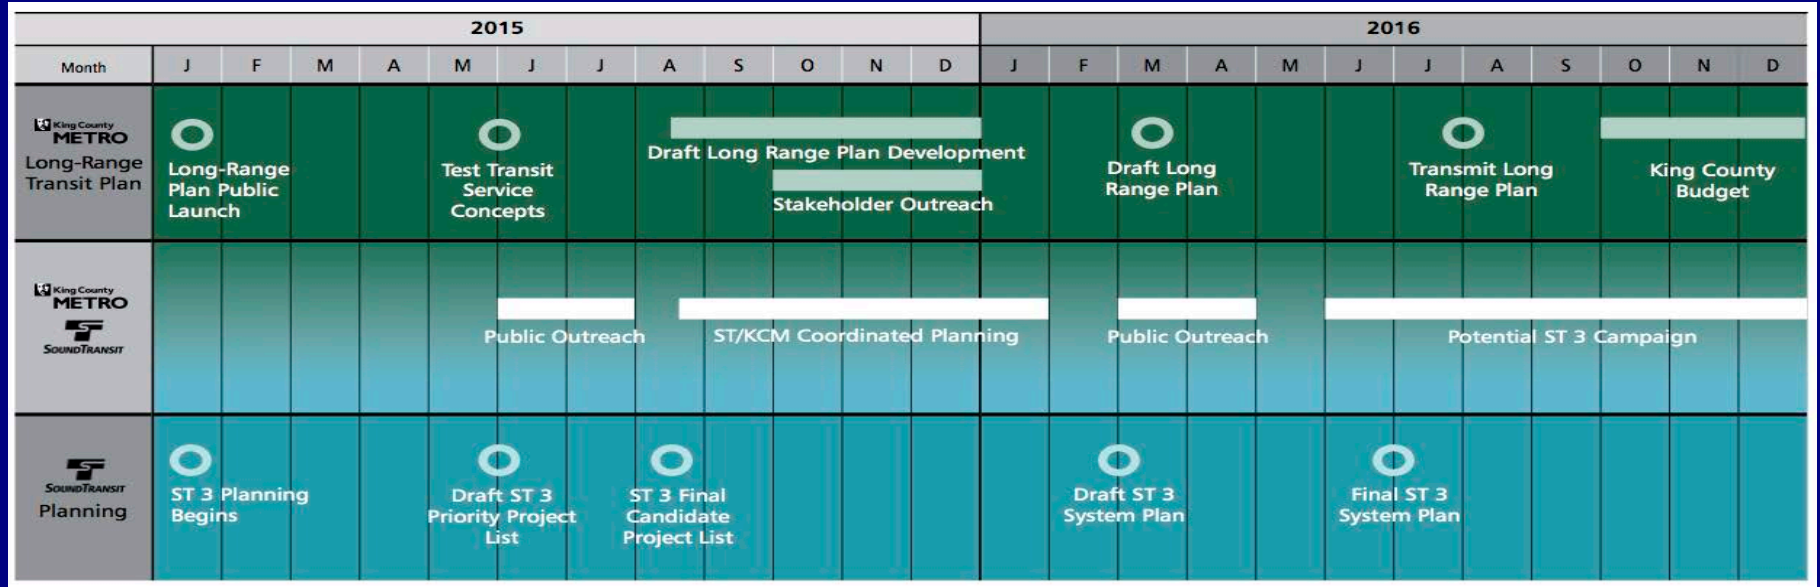 2015 2016
Month J F M A M J J A S O N D J F M A M J J A S O N D
King County
METRO
Long-Range
Transit Plan
Long-Range
Plan Public
Launch
Test Transit
Service
Concepts
Draft Long Range Plan Development
Stakeholder Outreach
Draft Long
Range Plan
Transmit Long
Range Plan
King County
Budget
King County
METRO
ST
SOUNDTRANSIT
Public Outreach
ST/KCM Coordinated Planning
Public Outreach
Potential ST 3 Campaign
ST
SOUNDTRANSIT
Planning
ST 3 Planning
Begins
Draft ST 3
Priority Project
List
ST 3 Final
Candidate
Project List
Draft ST 3
System Plan
Final ST 3
System Plan